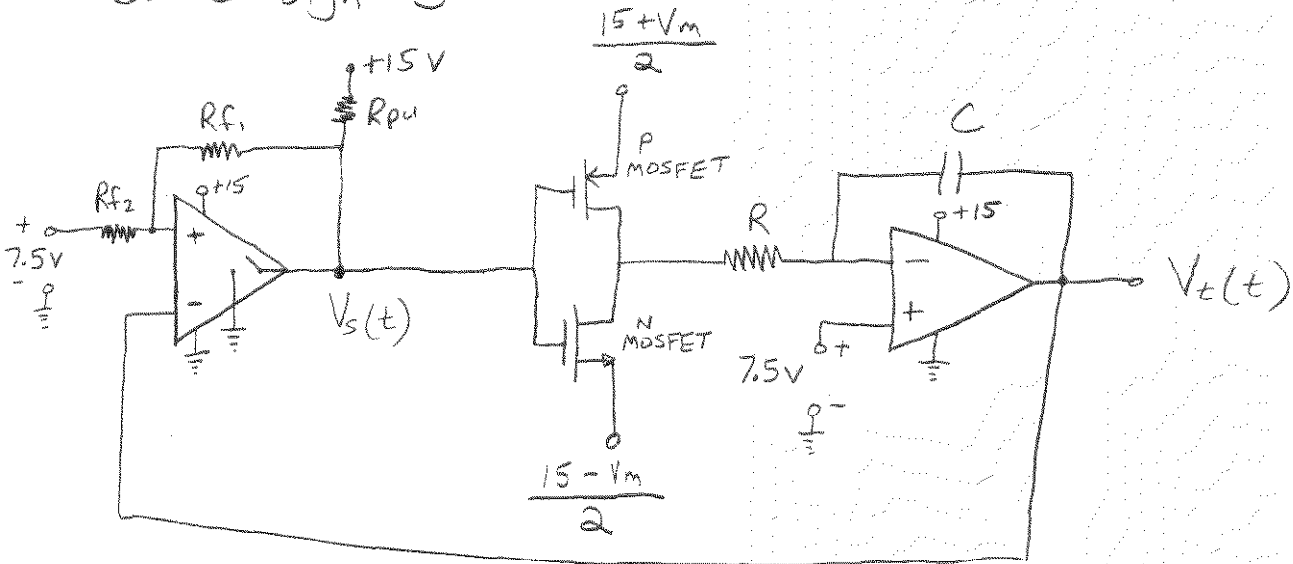 15+Vm
2
+15 V
Rpu
Rf1
Rf2
+15
+
7.5V
-
+
-
Vs(t)
P
MOSFET
N
MOSFET
15-Vm
2
R
C
+15
-
+
7.5V
+
-
Vt(t)